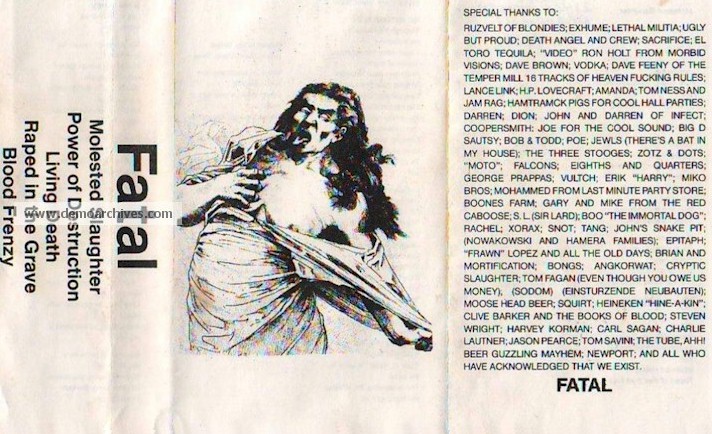 Fatal
Molested Slaughter
Power of Destruction
Living Death
Raped in the Grave
Blood Frenzy
www.demoArchives.com
SPECIAL THANKS TO:
RUZVELT OF BLONDIES; EXHUME; LETHAL MILITIA; UGLY
BUT PROUD; DEATH ANGEL AND CREW; SACRIFICE; EL
TORO TEQUILA; "VIDEO" RON HOLT FROM MORBID
VISIONS; DAVE BROWN; VODKA; DAVE FEENY OF THE
TEMPER MILL 16 TRACKS OF HEAVEN FUCKING RULES;
LANCE LINK; H.P. LOVECRAFT; AMANDA; TOM NESS AND
JAM RAG; HAMTRAMCK PIGS FOR COOL HALL PARTIES;
DARREN; DION; JOHN AND DARREN OF INFECT;
COOPERSMITH: JOE FOR THE COOL SOUND; BIG D
SAUTSY; BOB & TODD; POE; JEWLS (THERE'S A BAT IN
MY HOUSE); THE THREE STOOGES; ZOTZ & DOTS;
"MOTO"; FALCONS; EIGHTHS AND QUARTERS;
GEORGE PRAPPAS; VULTCH; ERIK "HARRY"; MIKO
BROS; MOHAMMED FROM LAST MINUTE PARTY STORE;
BOONES FARM; GARY AND MIKE FROM THE RED
CABOOSE; S.L. (SIR LARD); BOO "THE IMMORTAL DOG";
RACHEL; XORAX; SNOT; TANG; JOHN'S SNAKE PIT;
(NOWAKOWSKI and HAMERA FAMILIES); EPITAPH;
"FRAWN" LOPEZ AND ALL THE OLD DAYS; BRIAN AND
MORTIFICATION; BONGS; ANGKORWAT; CRYPTIC
SLAUGHTER; TOM FAGAN (EVEN THOUGH YOU OWE US
MONEY), (SODOM) (EINSTURZENDE NEUBAUTEN);
MOOSE HEAD BEER; SQUIRT; HEINEKEN "HINE-A-KIN";
CLIVE BARKER AND THE BOOKS OF BLOOD; STEVEN
WRIGHT; HARVEY KORMAN; CARL SAGAN; CHARLIE
LAUTNER; JASON PEARCE; TOM SAVINI; THE TUBE, AHH!
BEER GUZZLING MAYHEM; NEWPORT; AND ALL WHO
HAVE ACKNOWLEDGED THAT WE EXIST.
FATAL